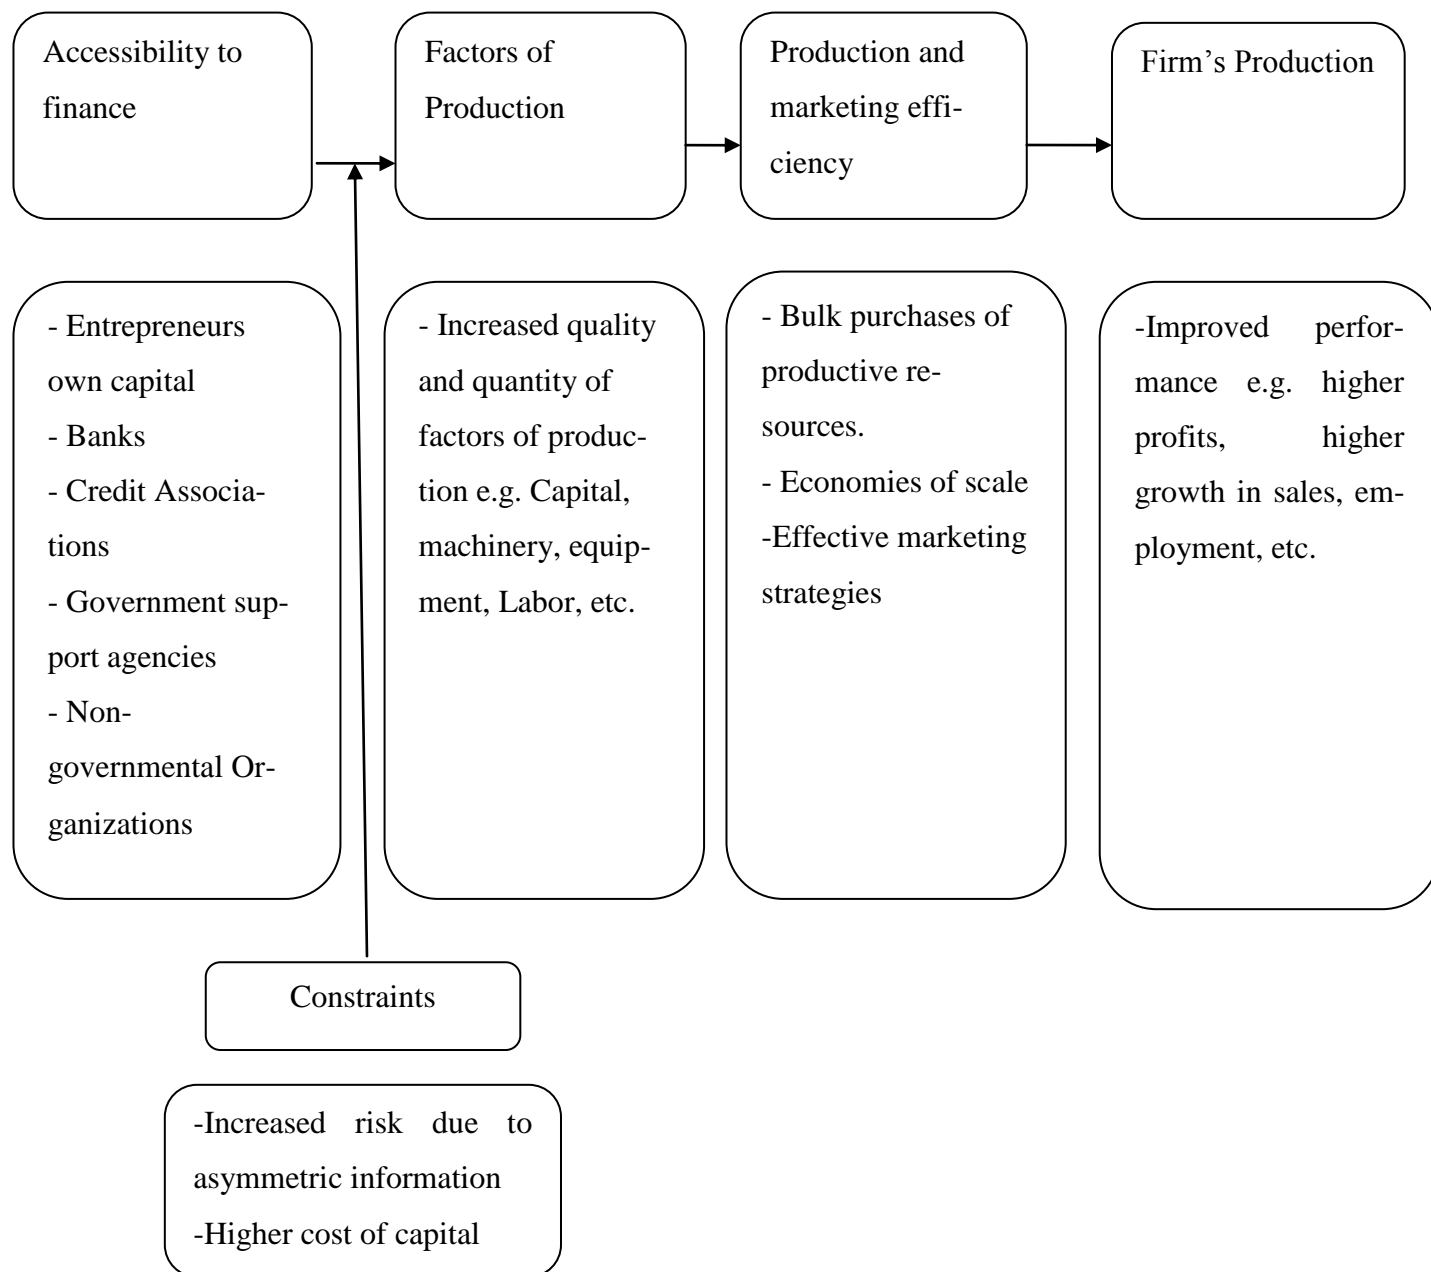 Accessibility to
finance
Factors of
Production
Production and
marketing effi-
ciency
Firm's Production
- Entrepreneurs
own capital
- Banks
- Credit Associa-
tions
- Government sup-
port agencies
- Non-
governmental Or-
ganizations
- Increased quality
and quantity of
factors of produc-
tion e.g. Capital,
machinery, equip-
ment, Labor, etc.
- Bulk purchases of
productive re-
sources.
- Economies of scale
-Effective marketing
strategies
-Improved perfor-
mance e.g. higher
profits, higher
growth in sales, em-
ployment, etc.
Constraints
-Increased risk due to
asymmetric information
-Higher cost of capital